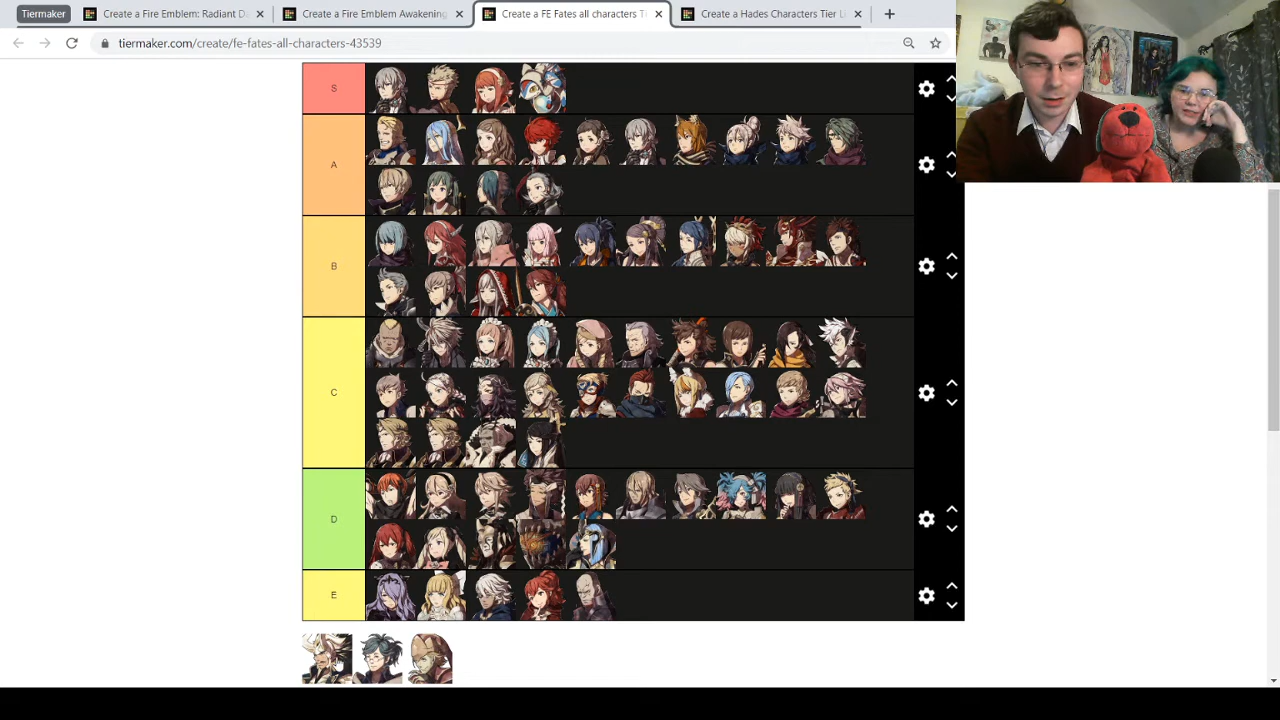 Tiermaker
Create a Fire Emblem: Radiant D
Create a Fire Emblem Awakening
Create a FE Fates all characters T
Create a Hades Characters Tier Li
tiermaker.com/create/fe-fates-all-characters-43539
S
A
B
C
D
E